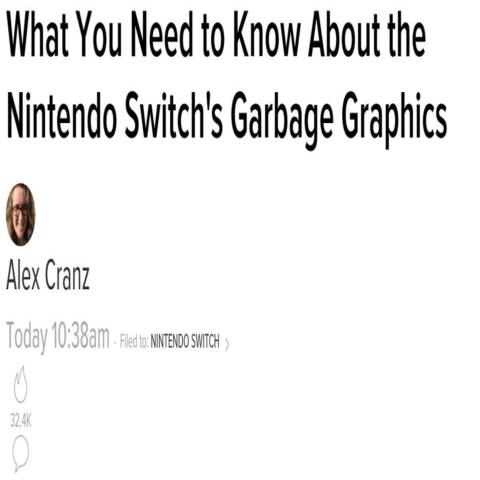 What You Need to Know About the
Nintendo Switch's Garbage Graphics
Alex Cranz
Today 10:38am · Filed to: NINTENDO SWITCH >
32.4K